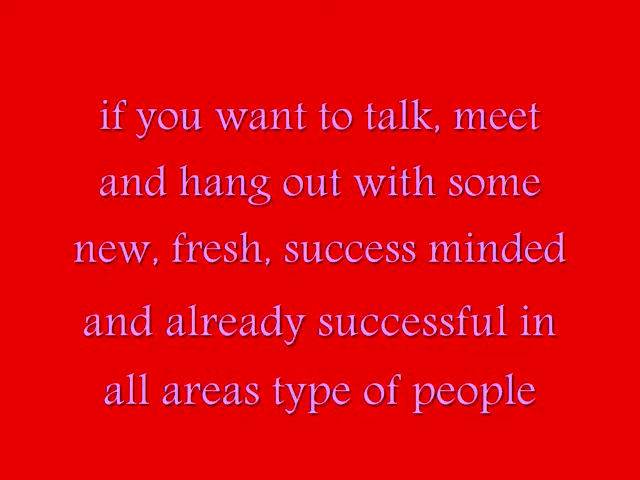 if you want to talk, meet
and hang out with some
new, fresh, success minded
and already successful in
all areas type of people